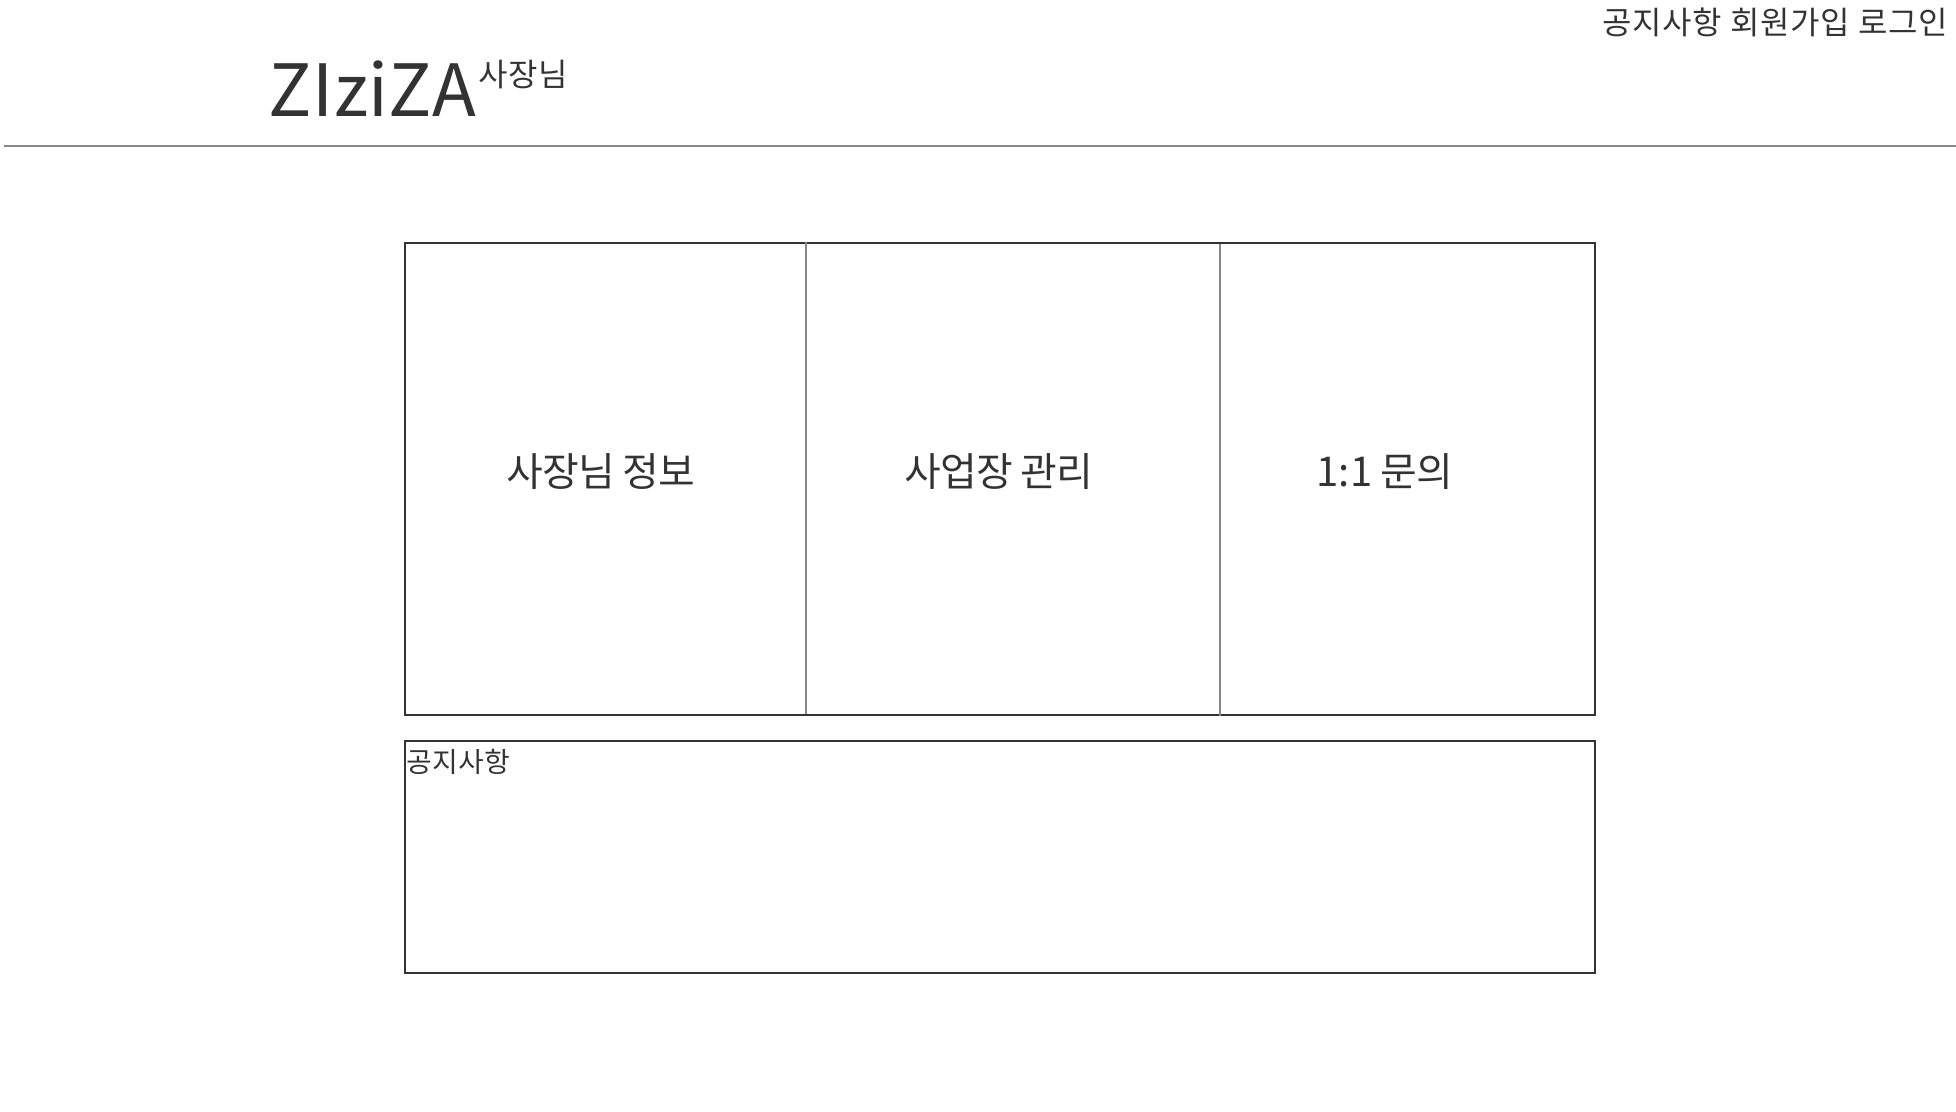 공지사항 회원가입 로그인
ZIziZA사장님
사장님 정보
사업장 관리
1:1 문의
공지사항